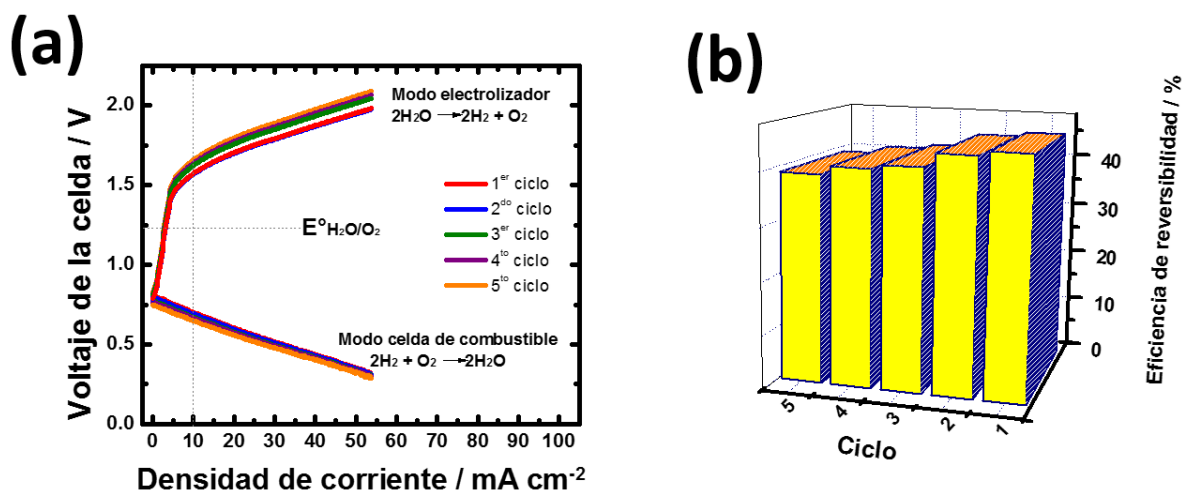 (a)
Voltaje de la celda / V
2.0
1.5
1.0
0.5
0.0
Modo electrolizador
2H₂O →2H₂ + O₂
1er ciclo
2do ciclo
3er ciclo
4to ciclo
5to ciclo
E°H₂O/O₂
Modo celda de combustible
2H₂ + O₂ →2H₂O
0 10 20 30 40 50 60 70 80 90 100
Densidad de corriente / mA cm⁻²
(b)
Eficiencia de reversibilidad / %
40
30
20
10
0
5 4 3 2 1
Ciclo